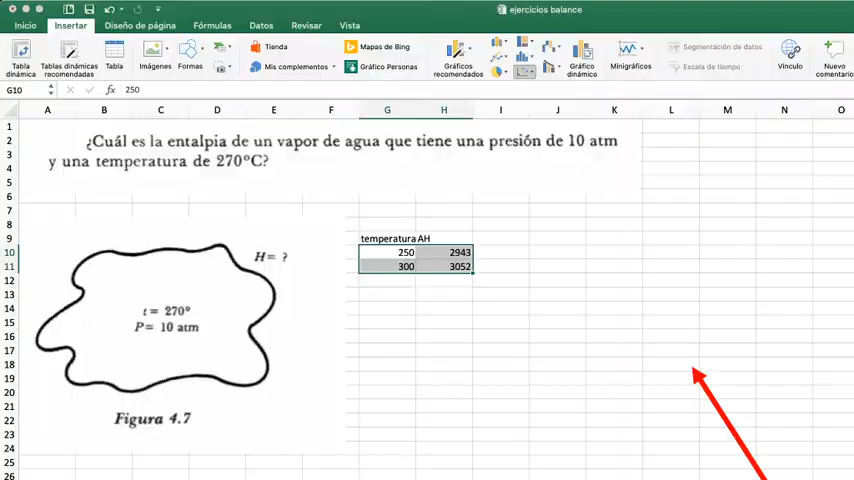 ejercicios balance
Inicio Insertar Diseño de página Fórmulas Datos Revisar Vista
Tabla dinámica
Tablas dinámicas recomendadas
Tabla
Imágenes
Formas
Tienda
Mis complementos
Mapas de Bing
Gráfico Personas
Gráficos recomendados
Gráfico dinámico
Minigráficos
Segmentación de datos
Escala de tiempo
Vínculo
Nuevo comentario
G10 fx 250
A B C D E F G H I J K L M N O
1
2
3
4
5
6
7
8
9
10
11
12
13
14
15
16
17
18
19
20
21
22
23
24
25
26
¿Cuál es la entalpia de un vapor de agua que tiene una presión de 10 atm
y una temperatura de 270°C?
temperatura AH
250 2943
300 3052
H= ?
t = 270°
P= 10 atm
Figura 4.7